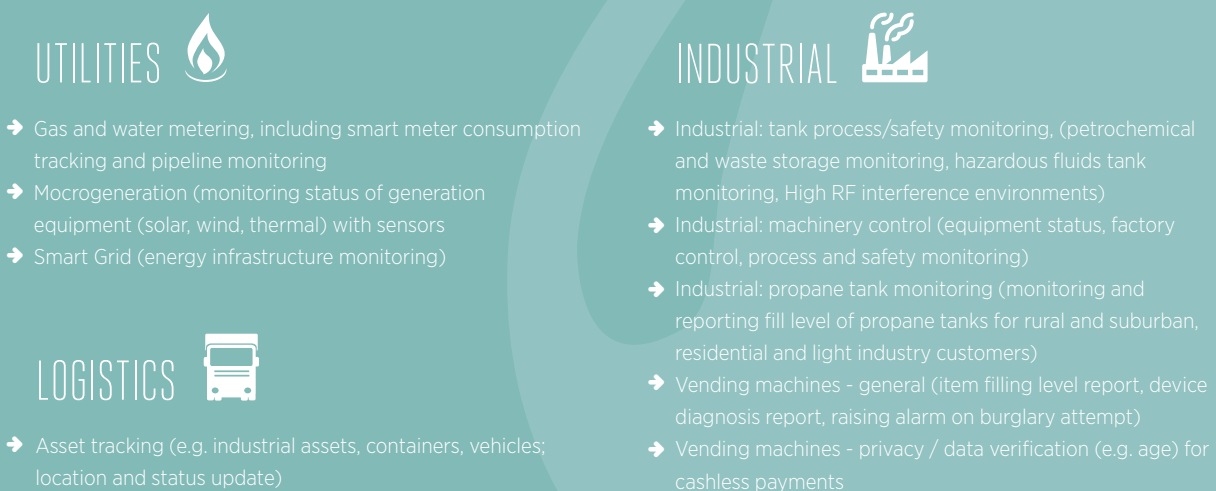 UTILITIES
Gas and water metering, including smart meter consumption
tracking and pipeline monitoring
Mocrogeneration (monitoring status of generation
equipment (solar, wind, thermal) with sensors
Smart Grid (energy infrastructure monitoring)
LOGISTICS
Asset tracking (e.g. industrial assets, containers, vehicles;
location and status update)
INDUSTRIAL
Industrial: tank process/safety monitoring, (petrochemical
and waste storage monitoring, hazardous fluids tank
monitoring, High RF interference environments)
Industrial: machinery control (equipment status, factory
control, process and safety monitoring)
Industrial: propane tank monitoring (monitoring and
reporting fill level of propane tanks for rural and suburban,
residential and light industry customers)
Vending machines - general (item filling level report, device
diagnosis report, raising alarm on burglary attempt)
Vending machines - privacy / data verification (e.g. age) for
cashless payments